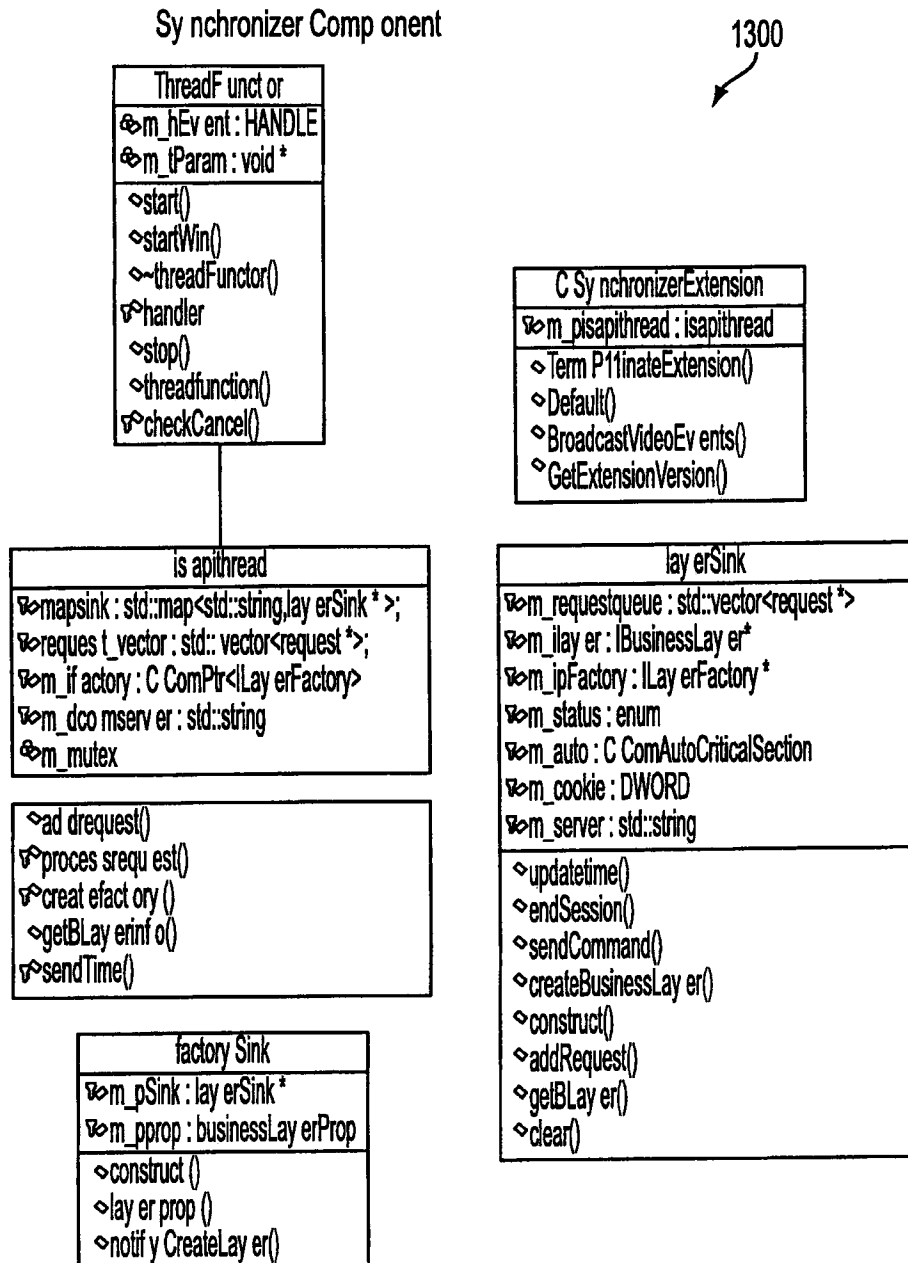 Sy nchronizer Comp onent
1300
ThreadF unct or
m_hEv ent : HANDLE
m_tParam : void *
start()
startWin()
~threadFunctor()
handler
stop()
threadfunction()
checkCancel()
C Sy nchronizerExtension
m_pisapithread : isapithread
Term P11inateExtension()
Default()
BroadcastVideoEv ents()
GetExtensionVersion()
is apithread
mapsink : std::map<std::string,lay erSink * >;
reques t_vector : std:: vector<request *>;
m_if actory : C ComPtr<ILay erFactory>
m_dco mserv er : std::string
m_mutex
ad drequest()
proces srequ est()
creat efact ory ()
getBLay erinf o()
sendTime()
lay erSink
m_requestqueue : std::vector<request *>
m_ilay er : IBusinessLay er*
m_ipFactory : ILay erFactory *
m_status : enum
m_auto : C ComAutoCriticalSection
m_cookie : DWORD
m_server : std::string
updatetime()
endSession()
sendCommand()
createBusinessLay er()
construct()
addRequest()
getBLay er()
clear()
factory Sink
m_pSink : lay erSink *
m_pprop : businessLay erProp
construct ()
lay er prop ()
notif y CreateLay er()